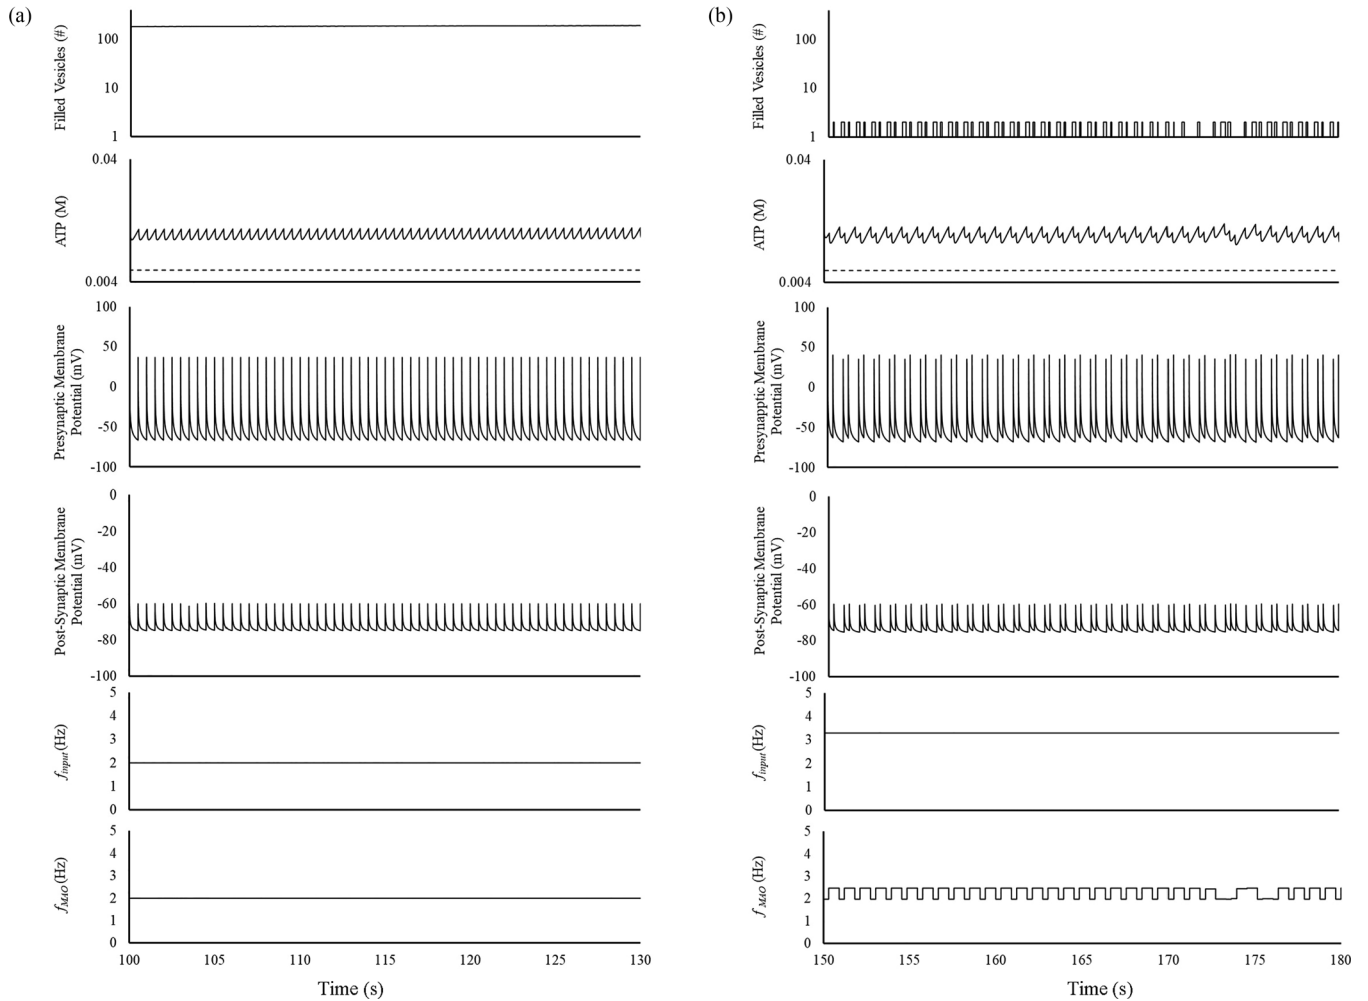 (a)
Filled Vesicles (#)
100
10
1
ATP (M)
0.04
0.004
Presynaptic Membrane
Potential (mV)
100
50
0
-50
-100
Post-Synaptic Membrane
Potential (mV)
0
-20
-40
-60
-80
-100
finput (Hz)
5
4
3
2
1
0
fMAO (Hz)
5
4
3
2
1
0
100 105 110 115 120 125 130
Time (s)
(b)
Filled Vesicles (#)
100
10
1
ATP (M)
0.04
0.004
Presynapptic Membrane
Potential (mV)
100
50
0
-50
-100
Post-Synaptic Membrane
Potential (mV)
0
-20
-40
-60
-80
-100
finput (Hz)
5
4
3
2
1
0
f MAO (Hz)
5
4
3
2
1
0
150 155 160 165 170 175 180
Time (s)